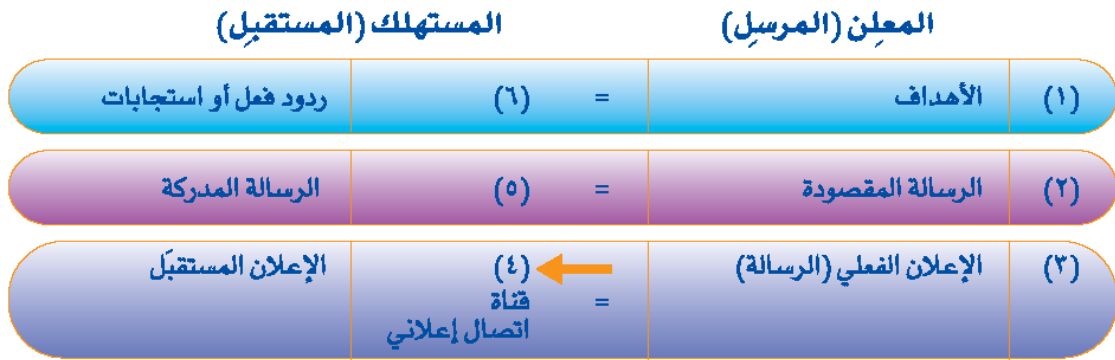 المعلِن (المرسِل) المستهلك (المستقبِل)
(١) الأهداف = (٦) ردود فعل أو استجابات
(٢) الرسالة المقصودة = (٥) الرسالة المدركة
(٣) الإعلان الفعلي (الرسالة) (٤) الإعلان المستقبَل
= قناة
اتصال إعلاني